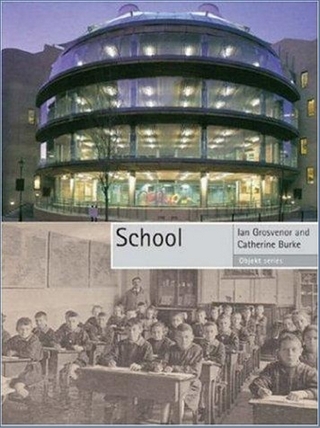 School
Ian Grosvenor and
Catherine Burke
Objekt series